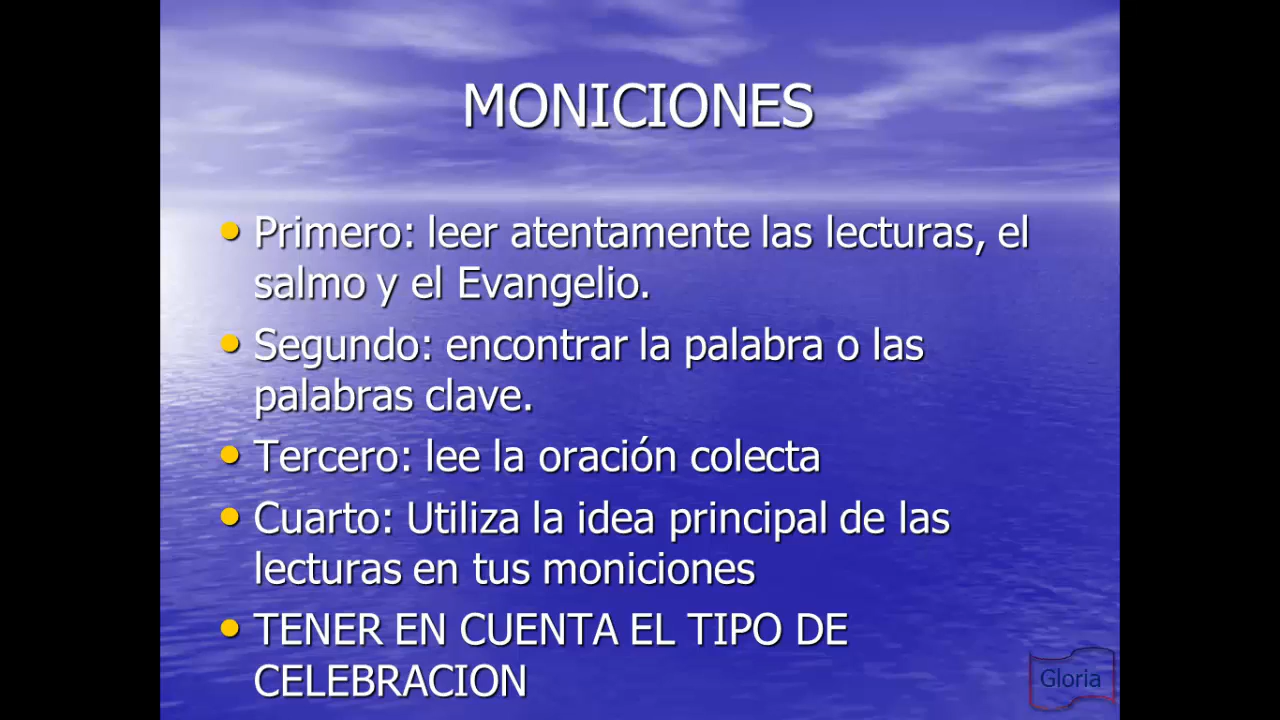 MONICIONES
• Primero: leer atentamente las lecturas, el
salmo y el Evangelio.
• Segundo: encontrar la palabra o las
palabras clave.
• Tercero: lee la oración colecta
• Cuarto: Utiliza la idea principal de las
lecturas en tus moniciones
• TENER EN CUENTA EL TIPO DE
CELEBRACION
Gloria